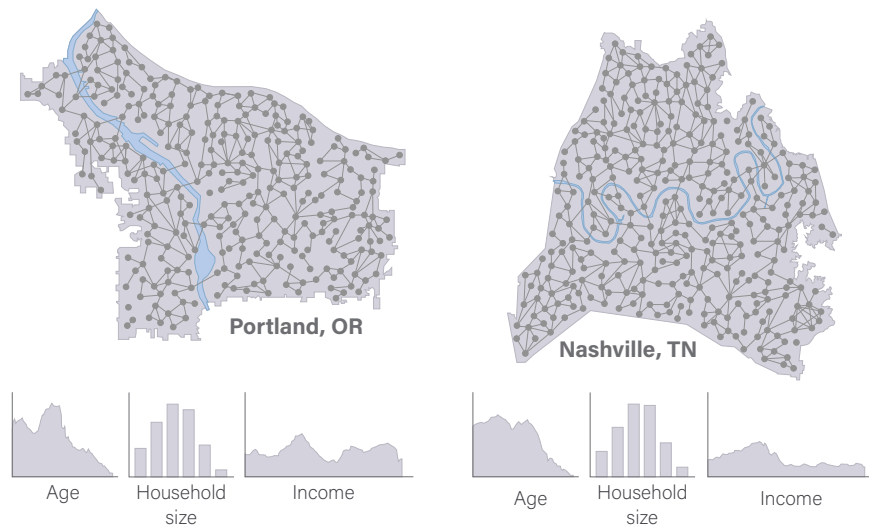 Portland, OR
Nashville, TN
Age
Household
size
Income
Age
Household
size
Income